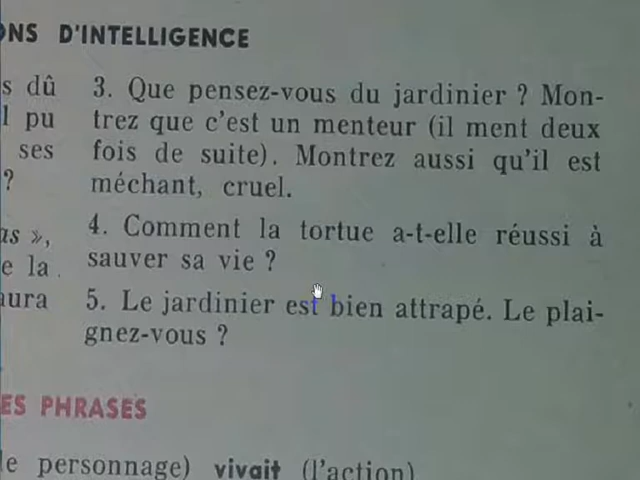 NS D'INTELLIGENCE
s dû
l pu
ses
?
as »,
e la
aura
3. Que pensez-vous du jardinier ? Mon-
trez que c'est un menteur (il ment deux
fois de suite). Montrez aussi qu'il est
méchant, cruel.
4. Comment la tortue a-t-elle réussi à
sauver sa vie ?
5. Le jardinier est bien attrapé. Le plai-
gnez-vous ?
ES PHRASES
le personnage) vivait (l'action)